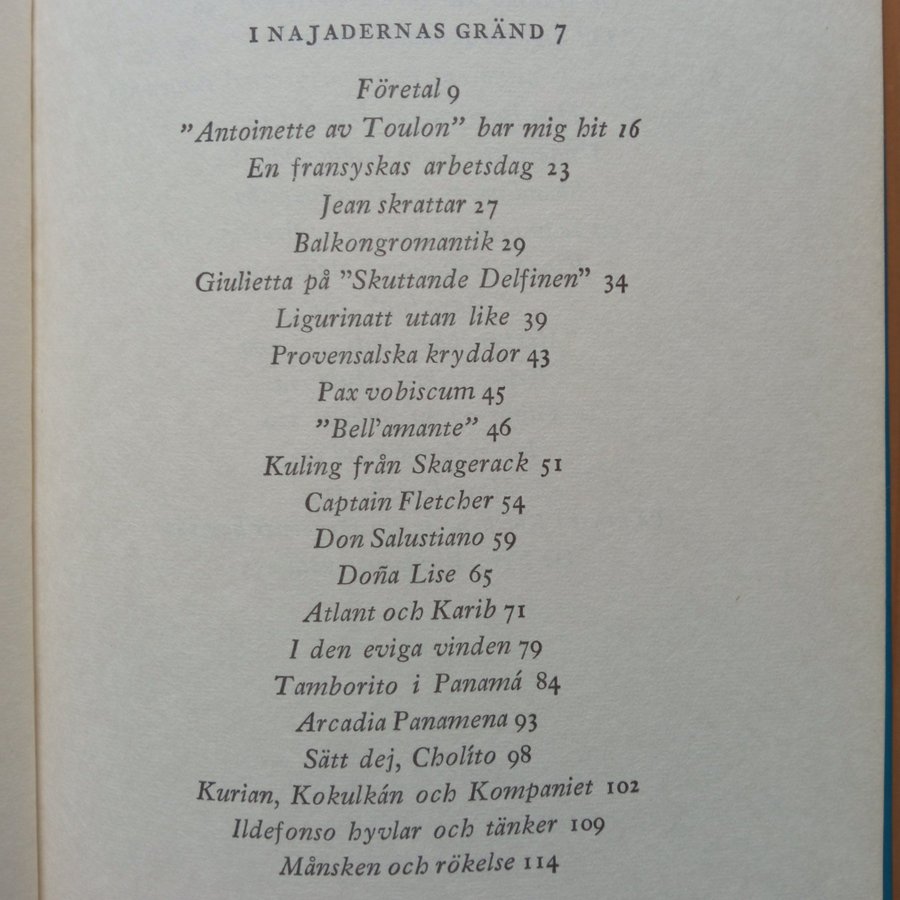 I NAJADERNAS GRÄND 7
Företal 9
"Antoinette av Toulon" bar mig hit 16
En fransyskas arbetsdag 23
Jean skrattar 27
Balkongromantik 29
Giulietta på "Skuttande Delfinen" 34
Ligurinatt utan like 39
Provensalska kryddor 43
Pax vobiscum 45
"Bell'amante" 46
Kuling från Skagerack 51
Captain Fletcher 54
Don Salustiano 59
Doña Lise 65
Atlant och Karib 71
I den eviga vinden 79
Tamborito i Panamá 84
Arcadia Panamena 93
Sätt dej, Cholíto 98
Kurian, Kokulkán och Kompaniet 102
Ildefonso hyvlar och tänker 109
Månsken och rökelse 114